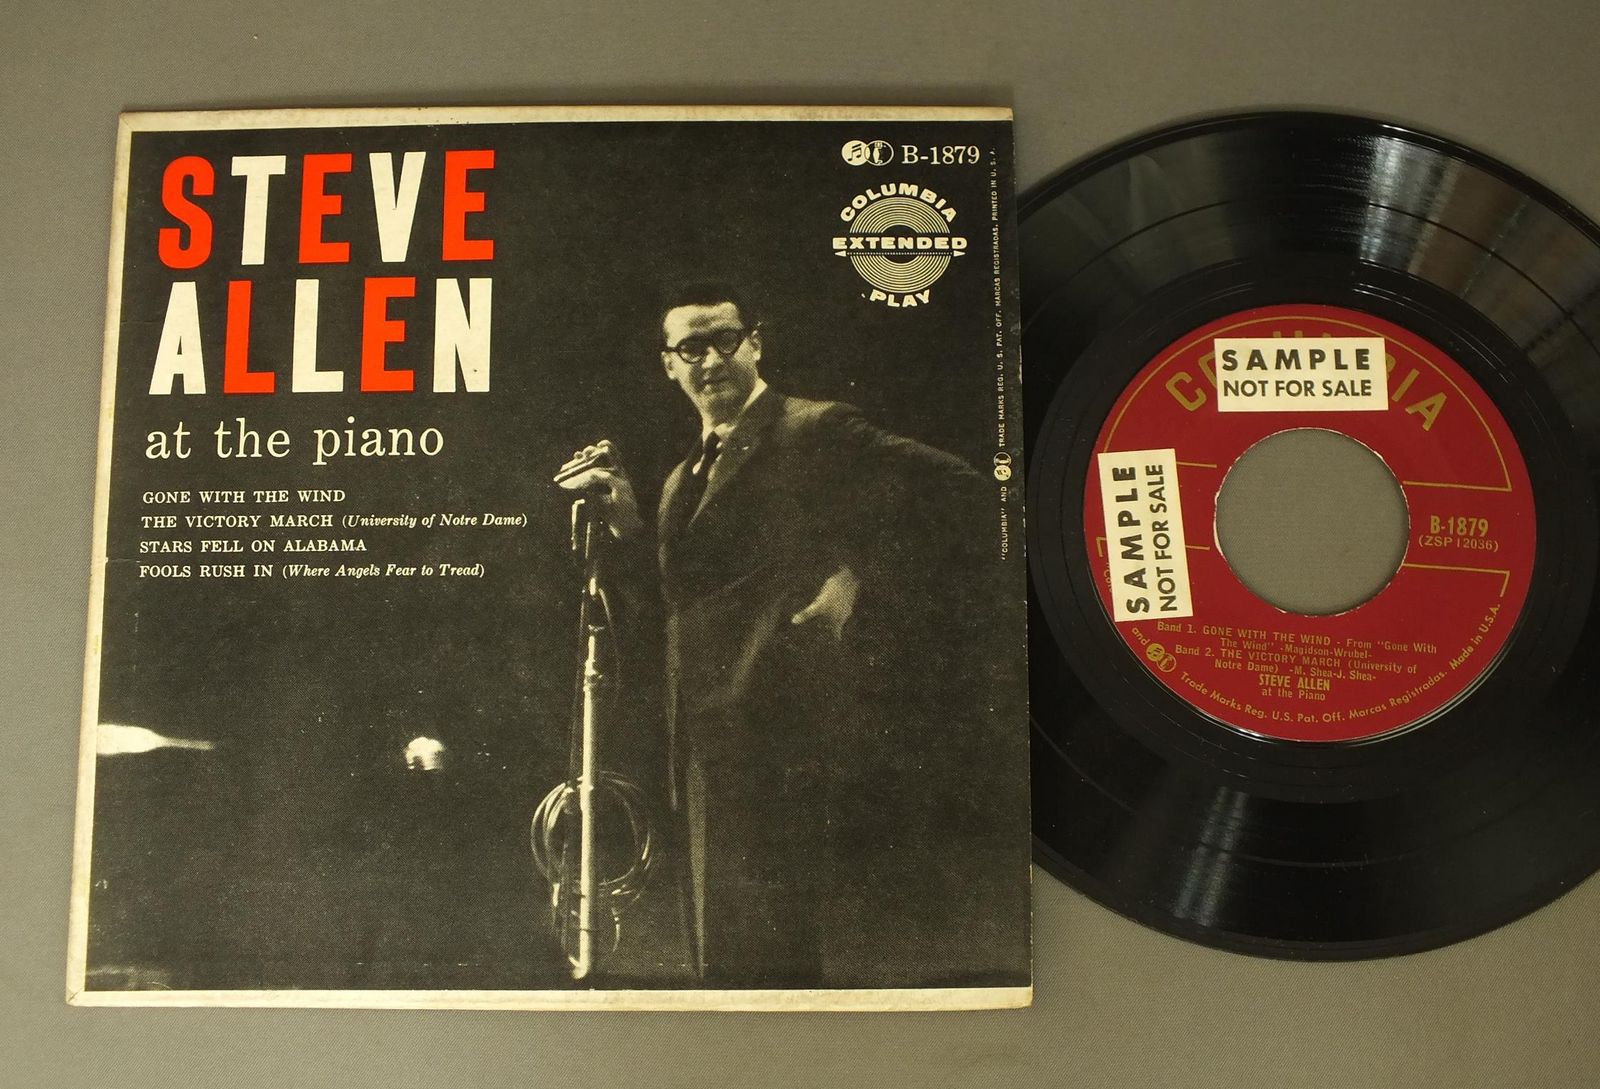 STEVE
ALLEN
at the piano
GONE WITH THE WIND
THE VICTORY MARCH (University of Notre Dame)
STARS FELL ON ALABAMA
FOOLS RUSH IN (Where Angels Fear to Tread)
B-1879
COLUMBIA
EXTENDED
PLAY
"COLUMBIA" AND TRADE MARKS REG. U. S. PAT. OFF. MARCAS REGISTRADAS. PRINTED IN U. S. A.
SAMPLE
NOT FOR SALE
SAMPLE
NOT FOR SALE
B-1879
(ZSP12036)
Band 1. GONE WITH THE WIND - From "Gone With
The Wind" -Magidson-Wrubel-
Band 2. THE VICTORY MARCH (University of
Notre Dame) -M. Shea-J. Shea-
STEVE ALLEN
at the Piano
and Trade Marks Reg. U.S. Pat. Off. Marcas Registradas. Made in U.S.A.